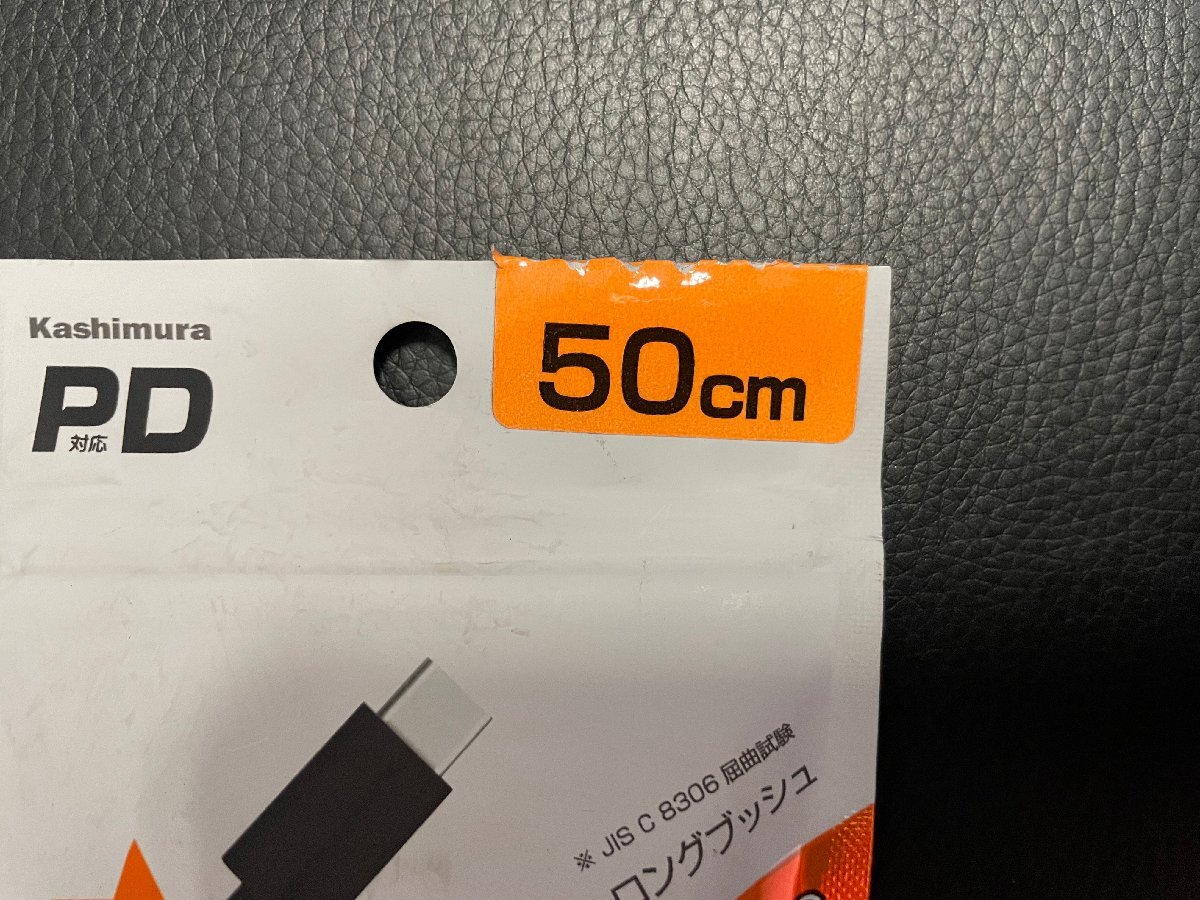 Kashimura
PD
対応
50cm
※ JIS C 8306 屈曲試験
ロングブッシュ